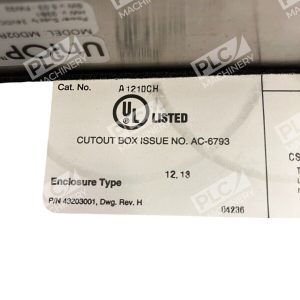 Cat. No. A1210CH
UL LISTED
CUTOUT BOX ISSUE NO. AC-6793
Enclosure Type 12, 13
P/N 43203001, Dwg. Rev. H 04236
CS
PLC
MACHINERY